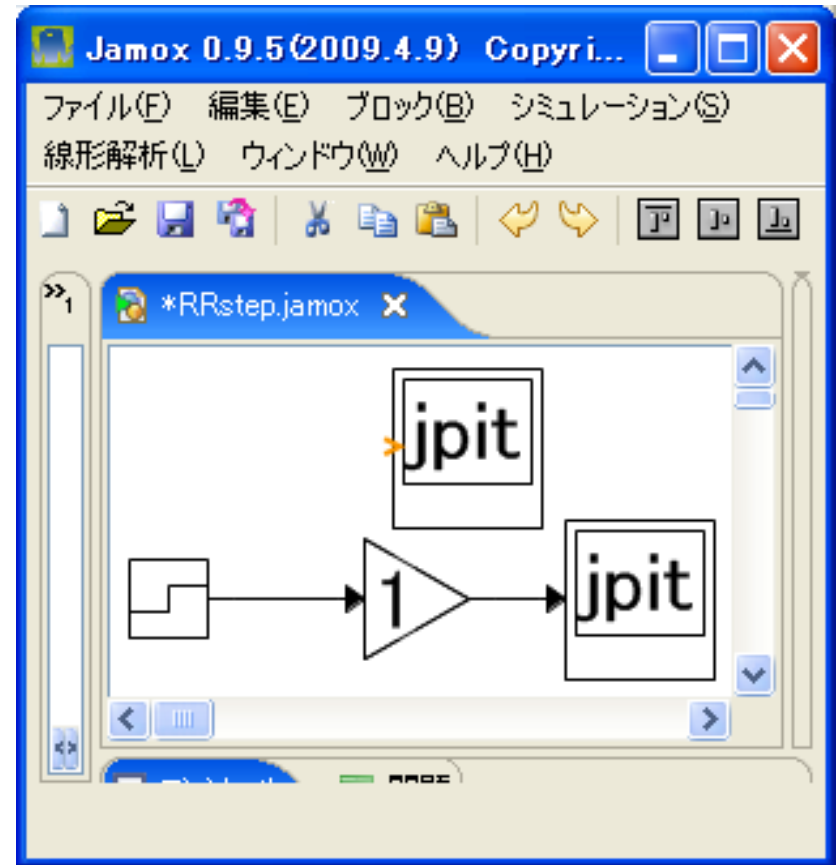 Jamox 0.9.5(2009.4.9) Copyri...
ファイル(F) 編集(E) ブロック(B) シミュレーション(S)
線形解析(L) ウィンドウ(W) ヘルプ(H)
»1
*RRstep.jamox
jpit
1
jpit